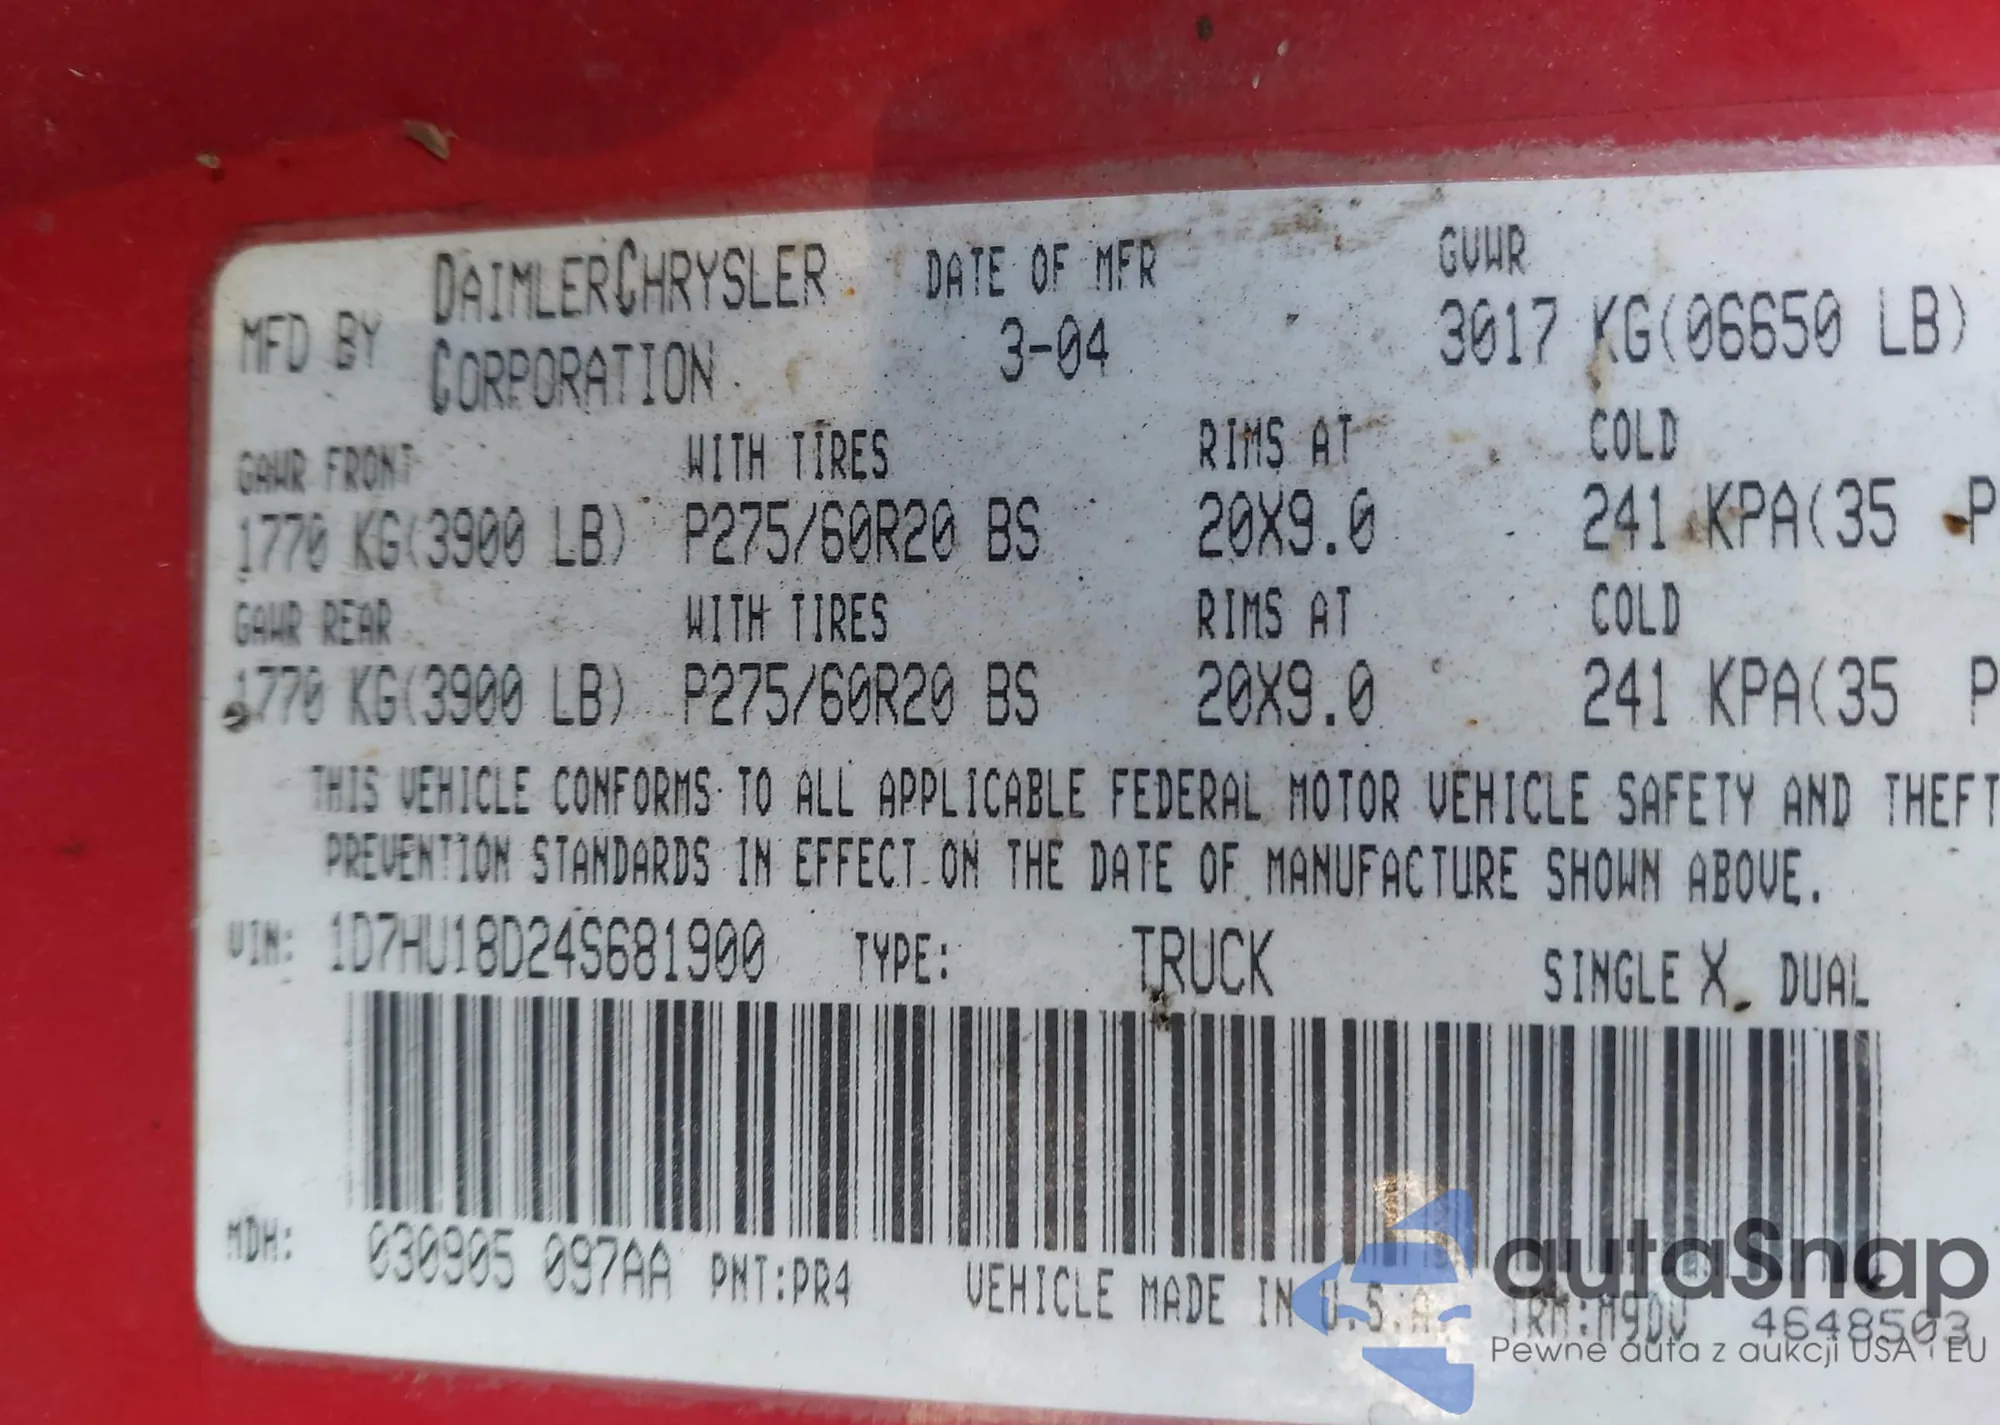 MFD BY DAIMLERCHRYSLER CORPORATION
DATE OF MFR
3-04
GVWR
3017 KG(06650 LB)
GAWR FRONT WITH TIRES RIMS AT COLD
1770 KG(3900 LB) P275/60R20 BS 20X9.0 241 KPA(35 P
GAWR REAR WITH TIRES RIMS AT COLD
1770 KG(3900 LB) P275/60R20 BS 20X9.0 241 KPA(35 P
THIS VEHICLE CONFORMS TO ALL APPLICABLE FEDERAL MOTOR VEHICLE SAFETY AND THEFT
PREVENTION STANDARDS IN EFFECT ON THE DATE OF MANUFACTURE SHOWN ABOVE.
VIN: 1D7HU18D24S681900 TYPE: TRUCK SINGLE X DUAL
MDH: 030905 097AA PNT:PR4 VEHICLE MADE IN U.S.A. TRM:M9DV 4648503
autaSnap
Pewne auta z aukcji USA i EU